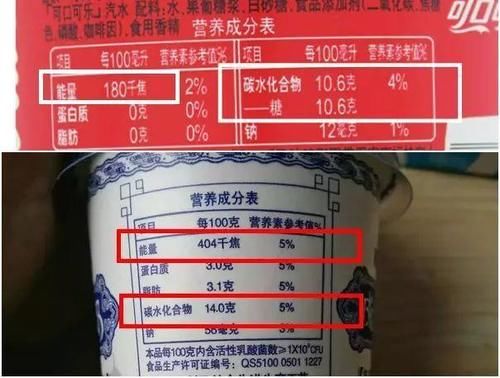 "可口可乐"汽水 配料:水、果葡糖浆、白砂糖、食品添加剂(二氧化碳、焦糖
色、磷酸、咖啡因)、食用香精
营养成分表
项目 每100毫升 营养素参考值%
能量 180千焦 2%
蛋白质 0克 0%
脂肪 0克 0%
项目 每100毫升 营养素参考值%
碳水化合物 10.6克 4%
——糖 10.6克
钠 12毫克 1%
营养成分表
项目 每100克 营养素参考值%
能量 404千焦 5%
蛋白质 3.0克
脂肪 3.1克 5%
碳水化合物 14.0克 5%
钠 58毫克 3%
本品每100克内含活性乳酸菌数≥1×10⁸CFU
食品生产许可证编号:QS5100 0501 1227